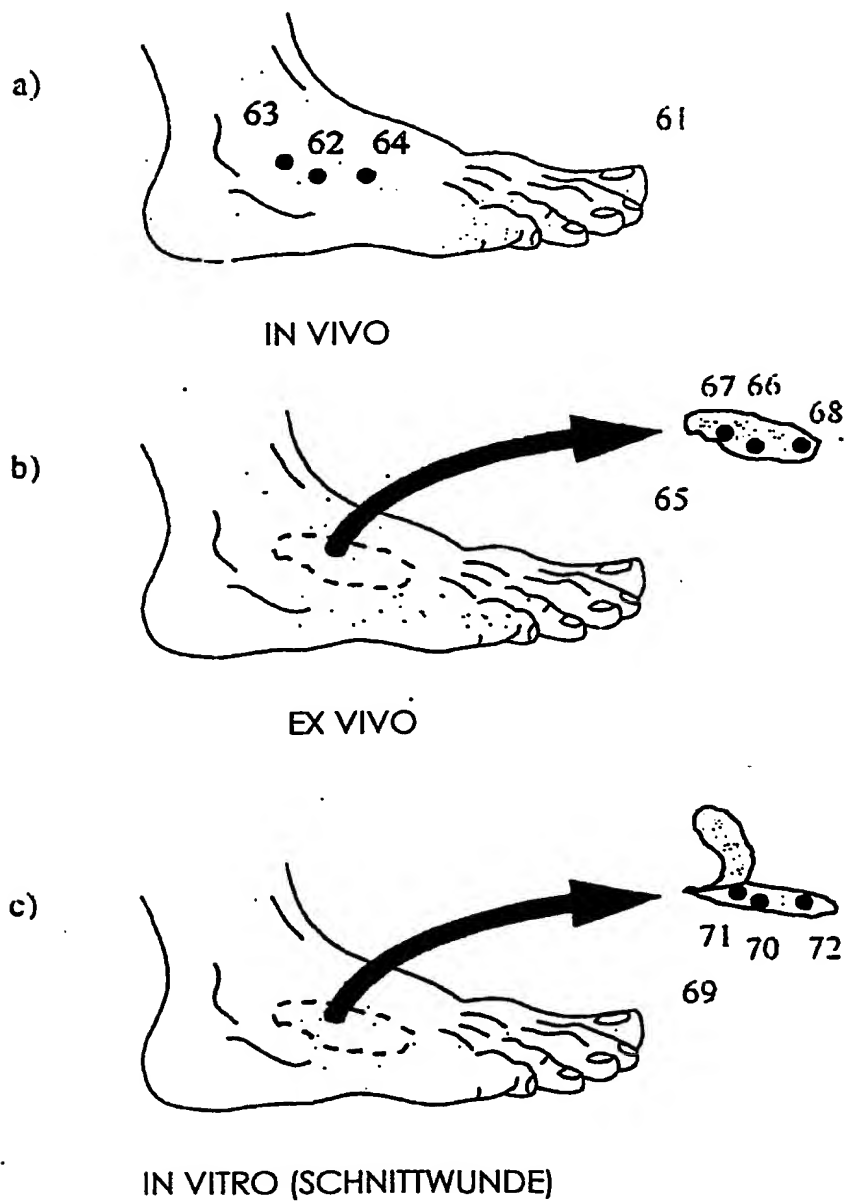 a)
63 62 64 61
IN VIVO
b)
67 66 68
65
EX VIVO
c)
71 70 72
69
IN VITRO (SCHNITTWUNDE)